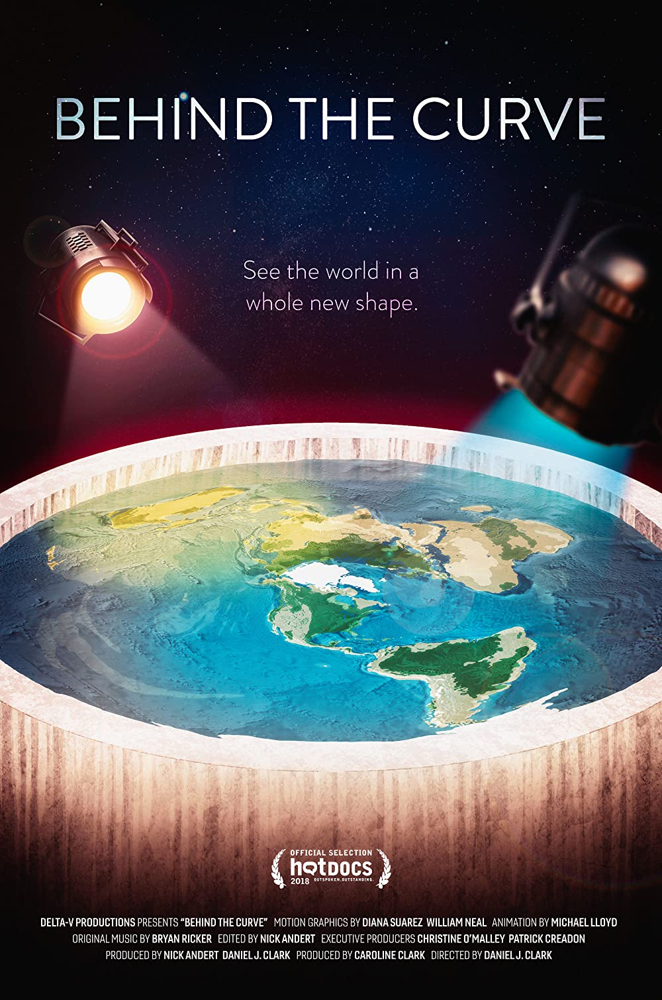 BEHIND THE CURVE
See the world in a
whole new shape.
OFFICIAL SELECTION
hotDOCS
2018 OUTSPOKEN.OUTSTANDING.
DELTA-V PRODUCTIONS PRESENTS “BEHIND THE CURVE” MOTION GRAPHICS BY DIANA SUAREZ WILLIAM NEAL ANIMATION BY MICHAEL LLOYD
ORIGINAL MUSIC BY BRYAN RICKER EDITED BY NICK ANDERT EXECUTIVE PRODUCERS CHRISTINE O’MALLEY PATRICK CREADON
PRODUCED BY NICK ANDERT DANIEL J. CLARK PRODUCED BY CAROLINE CLARK DIRECTED BY DANIEL J. CLARK